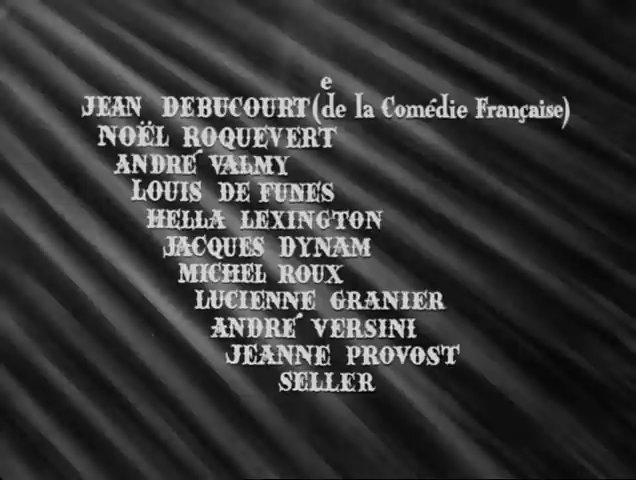 JEAN DEBUCOURT (de la Comédie Française)
NOËL ROQUEVERT
ANDRÉ VALMY
LOUIS DE FUNES
HELLA LEXINGTON
JACQUES DYNAM
MICHEL ROUX
LUCIENNE GRANIER
ANDRÉ VERSINI
JEANNE PROVOST
SELLER